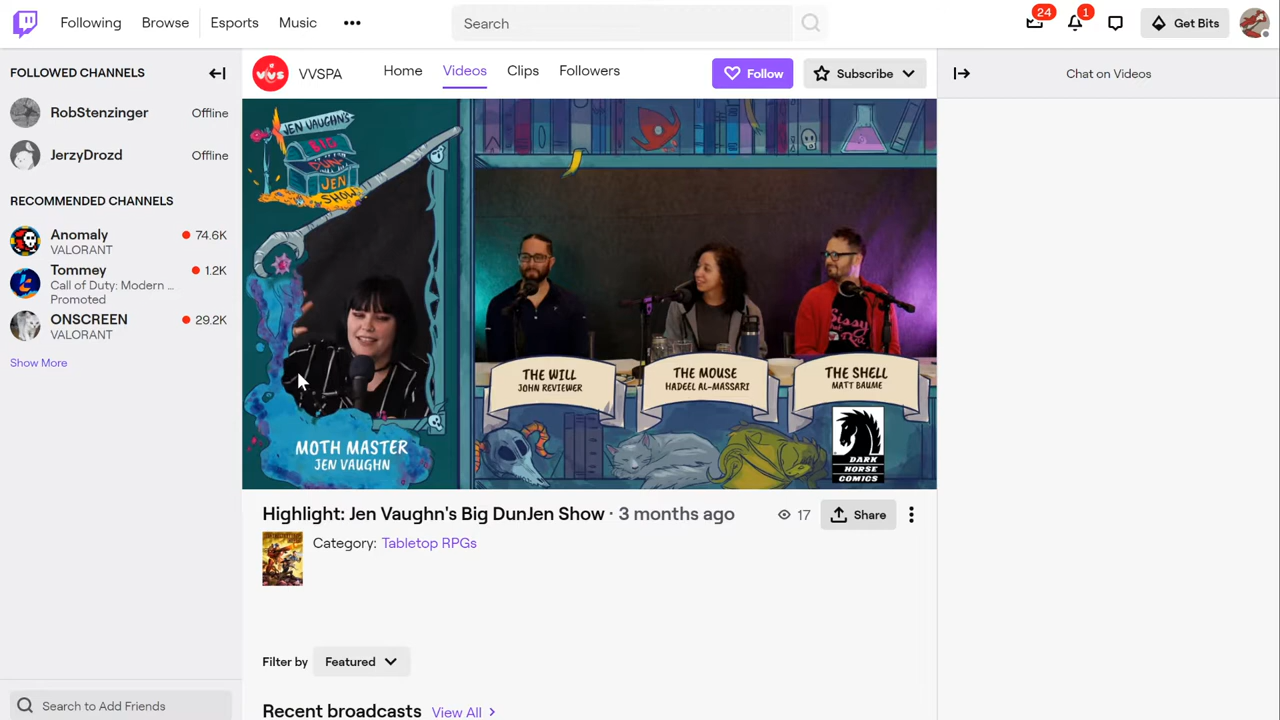 Following
Browse
Esports
Music
Search
24
1
Get Bits
FOLLOWED CHANNELS
RobStenzinger Offline
JerzyDrozd Offline
RECOMMENDED CHANNELS
Anomaly 74.6K
VALORANT
Tommey 1.2K
Call of Duty: Modern ...
Promoted
ONSCREEN 29.2K
VALORANT
Show More
Search to Add Friends
VVS
VVSPA
Home
Videos
Clips
Followers
Follow
Subscribe
Chat on Videos
JEN VAUGHN'S
BIG
DUN-
JEN
SHOW
MOTH MASTER
JEN VAUGHN
THE WILL
JOHN REVIEWER
THE MOUSE
HADEEL AL-MASSARI
THE SHELL
MATT BAUME
DARK
HORSE
COMICS
Highlight: Jen Vaughn's Big DunJen Show · 3 months ago
17
Share
Category: Tabletop RPGs
Filter by Featured
Recent broadcasts View All